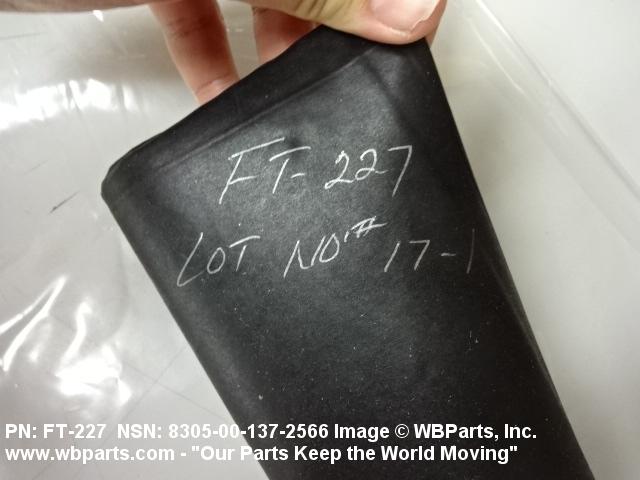 FT-227
LOT NO# 17-1
PN: FT-227 NSN: 8305-00-137-2566 Image © WBParts, Inc.
www.wbparts.com - "Our Parts Keep the World Moving"